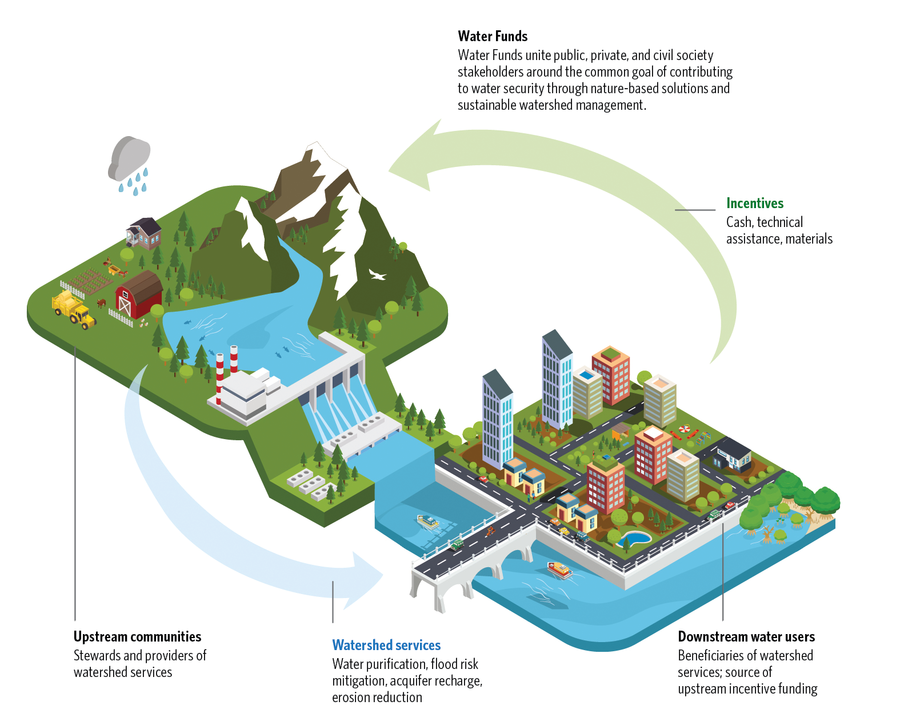 Water Funds
Water Funds unite public, private, and civil society
stakeholders around the common goal of contributing
to water security through nature-based solutions and
sustainable watershed management.
Incentives
Cash, technical
assistance, materials
Upstream communities
Stewards and providers of
watershed services
Watershed services
Water purification, flood risk
mitigation, acquifer recharge,
erosion reduction
Downstream water users
Beneficiaries of watershed
services; source of
upstream incentive funding